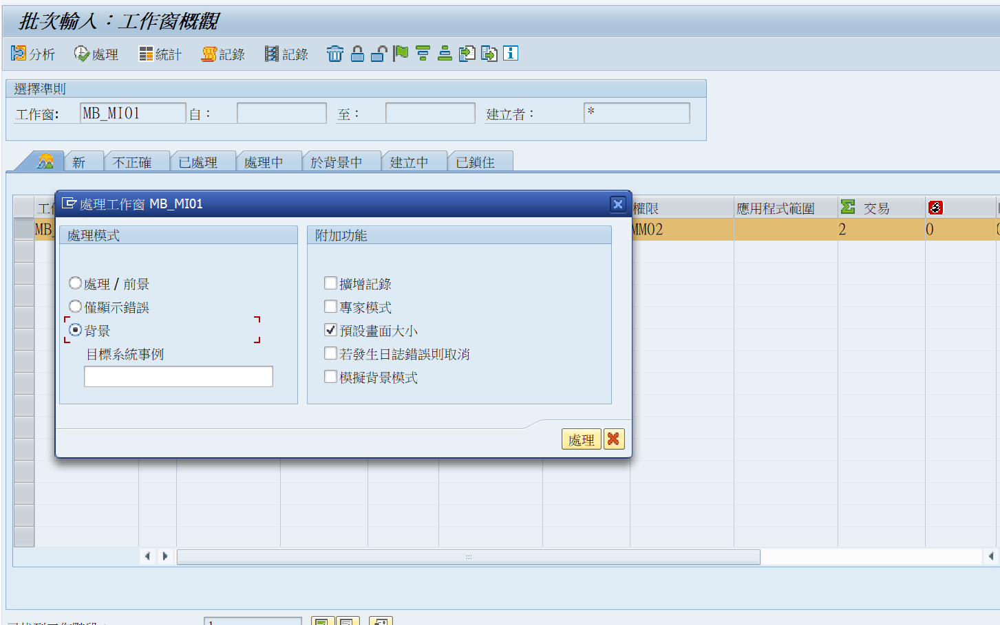 批次輸入：工作窗概觀
分析 處理 統計 記錄 記錄
選擇準則
工作窗: MB_MI01 自： 至： 建立者： *
新 不正確 已處理 處理中 於背景中 建立中 已鎖住
處理工作窗 MB_MI01
權限 應用程式範圍 交易
MB_ MM02 2 0
處理模式 附加功能
處理 / 前景 擴增記錄
僅顯示錯誤 專家模式
背景 預設畫面大小
目標系統事例 若發生日誌錯誤則取消
模擬背景模式
處理